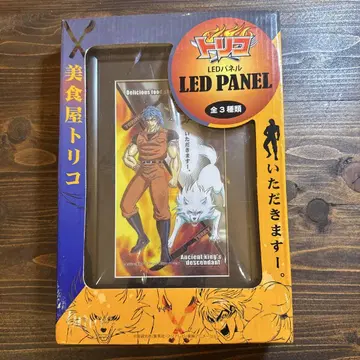 トリコ
LEDパネル
LED PANEL
全3種類
美食屋トリコ
Delicious food
いただきますー。
いただきますー。
Ancient king's
descendant